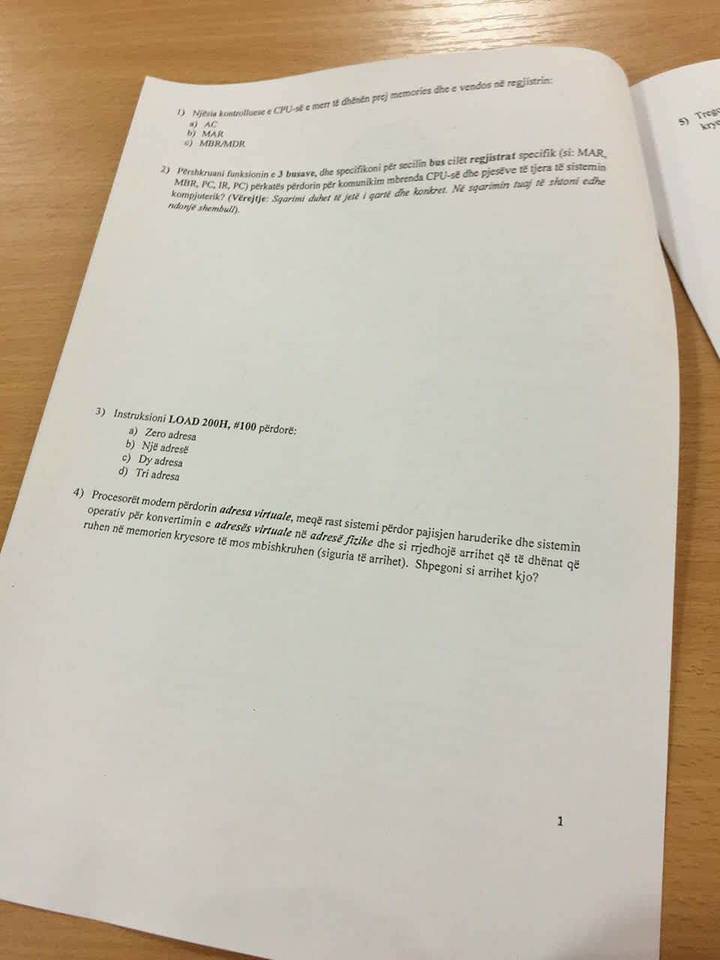 1) Njësia kontrolluese e CPU-së e merr të dhënën prej memories dhe e vendos në regjistrin:
a) AC
b) MAR
c) MBR/MDR
2) Përshkruani funksionin e 3 busave, dhe specifikoni për secilin bus cilët regjistrat specifik (si: MAR,
MBR, PC, IR, PC) përkatës përdorin për komunikim mbrenda CPU-së dhe pjesëve të tjera të sistemin
kompjuterik? (Vërejtje: Sqarimi duhet të jetë i qartë dhe konkret. Në sqarimin tuaj të shtoni edhe
ndonjë shembull).
3) Instruksioni LOAD 200H, #100 përdorë:
a) Zero adresa
b) Një adresë
c) Dy adresa
d) Tri adresa
4) Procesorët modern përdorin adresa virtuale, meqë rast sistemi përdor pajisjen haruderike dhe sistemin
operativ për konvertimin e adresës virtuale në adresë fizike dhe si rrjedhojë arrihet që të dhënat që
ruhen në memorien kryesore të mos mbishkruhen (siguria të arrihet). Shpegoni si arrihet kjo?
1
5)